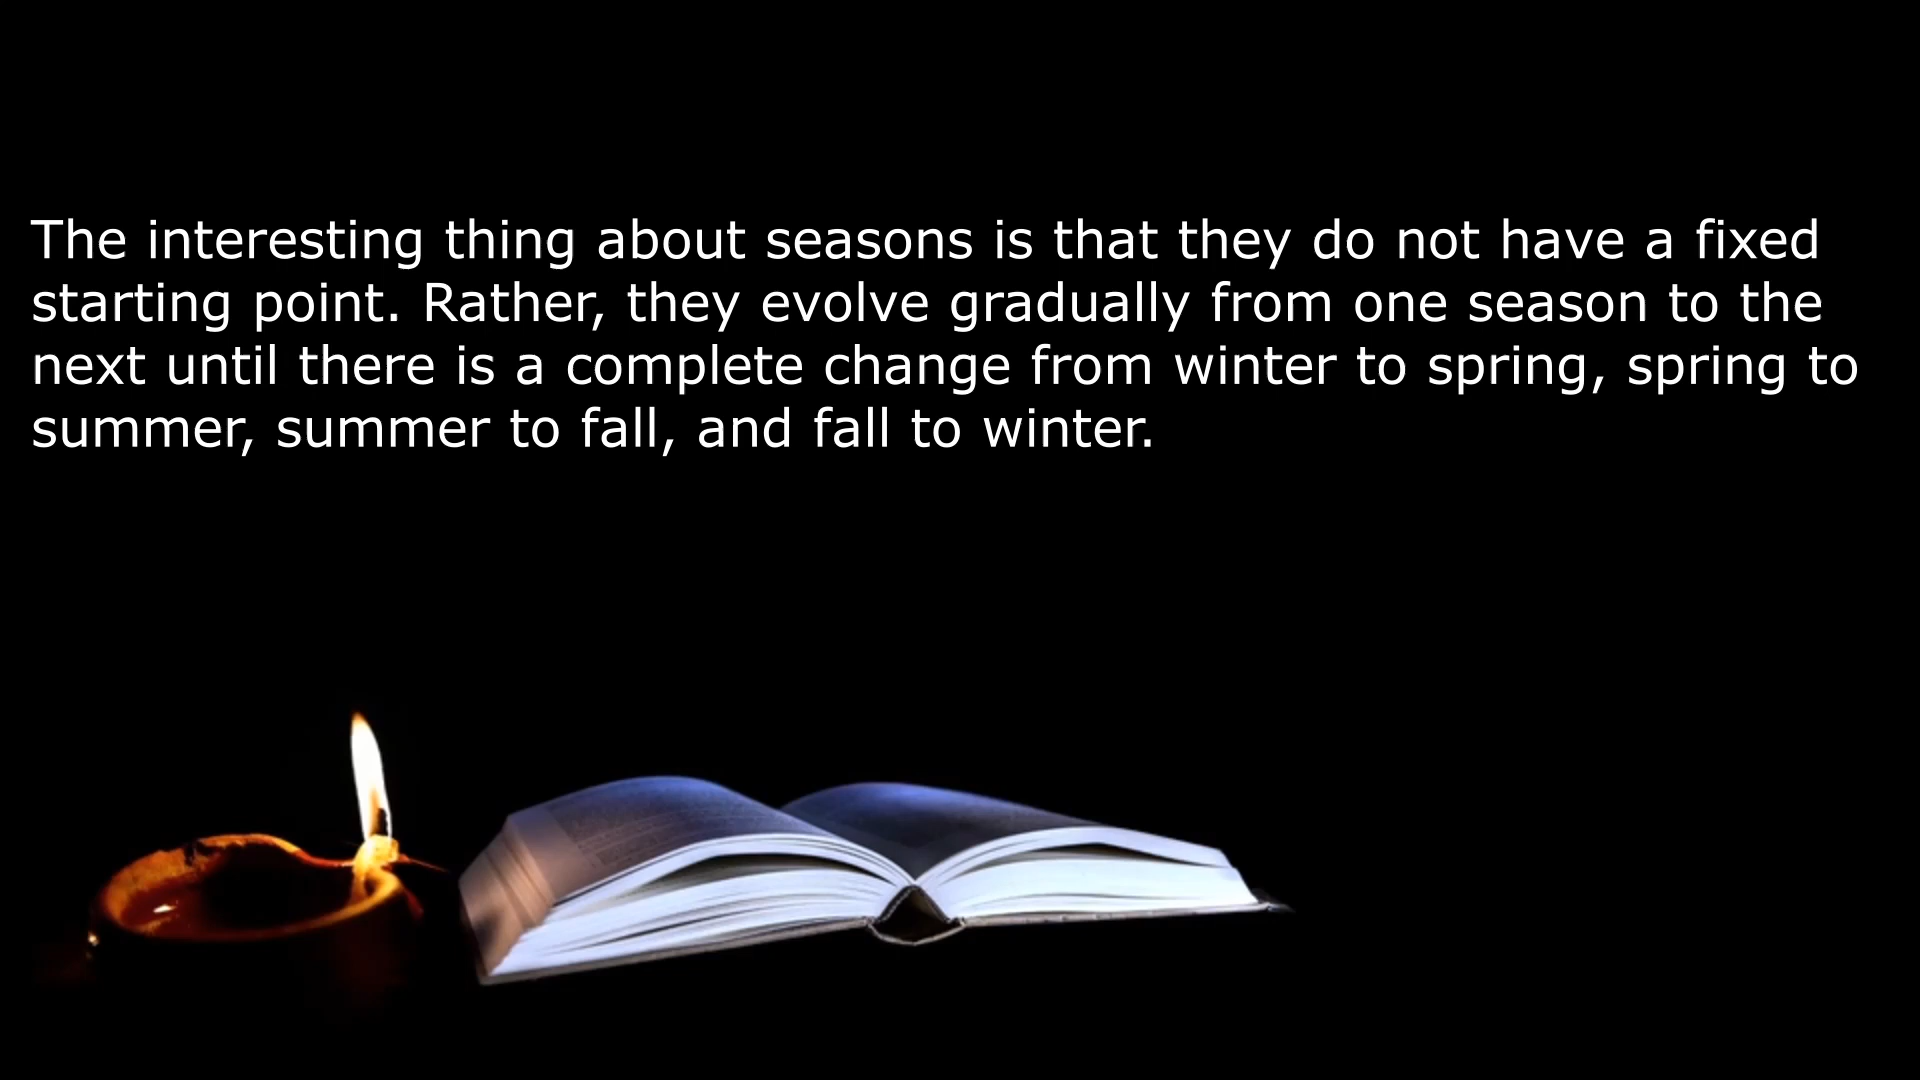 The interesting thing about seasons is that they do not have a fixed
starting point. Rather, they evolve gradually from one season to the
next until there is a complete change from winter to spring, spring to
summer, summer to fall, and fall to winter.